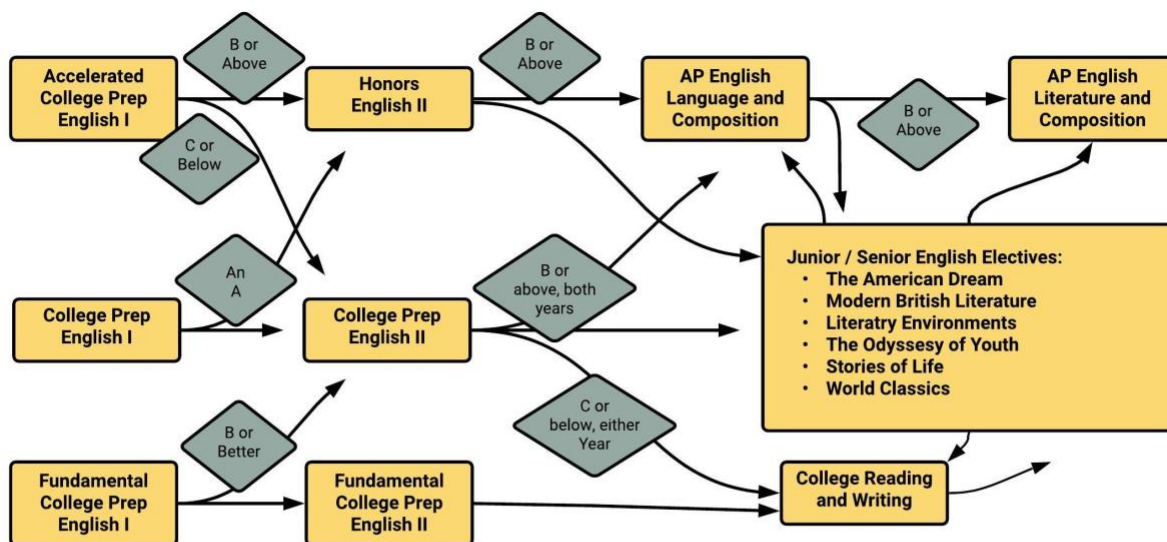 B or
Above
B or
Above
Accelerated
College Prep
English I
Honors
English II
AP English
Language and
Composition
AP English
Literature and
Composition
B or
Above
C or
Below
An
A
B or
above, both
years
College Prep
English I
College Prep
English II
Junior / Senior English Electives:
• The American Dream
• Modern British Literature
• Literatry Environments
• The Odyssesy of Youth
• Stories of Life
• World Classics
B or
Better
C or
below, either
Year
Fundamental
College Prep
English I
Fundamental
College Prep
English II
College Reading
and Writing